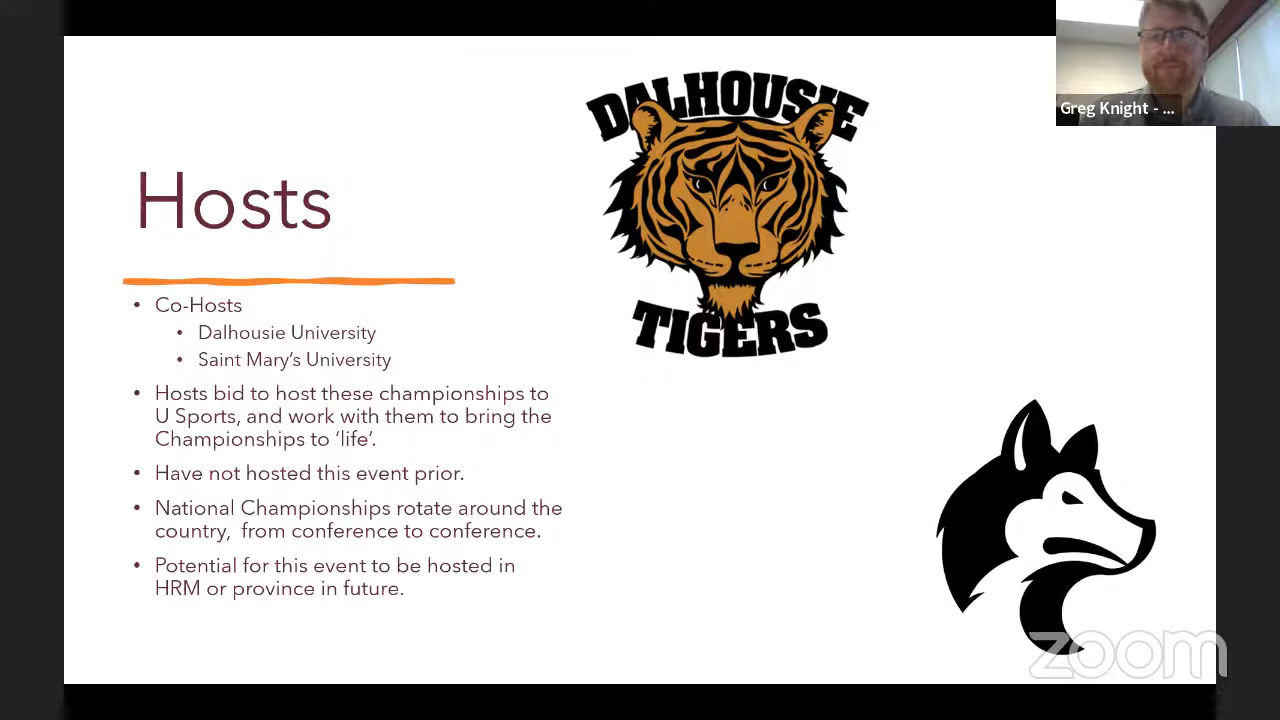 DALHOUSIE
TIGERS
Greg Knight - ...
Hosts
• Co-Hosts
• Dalhousie University
• Saint Mary's University
• Hosts bid to host these championships to
U Sports, and work with them to bring the
Championships to ‘life’.
• Have not hosted this event prior.
• National Championships rotate around the
country, from conference to conference.
• Potential for this event to be hosted in
HRM or province in future.
zoom